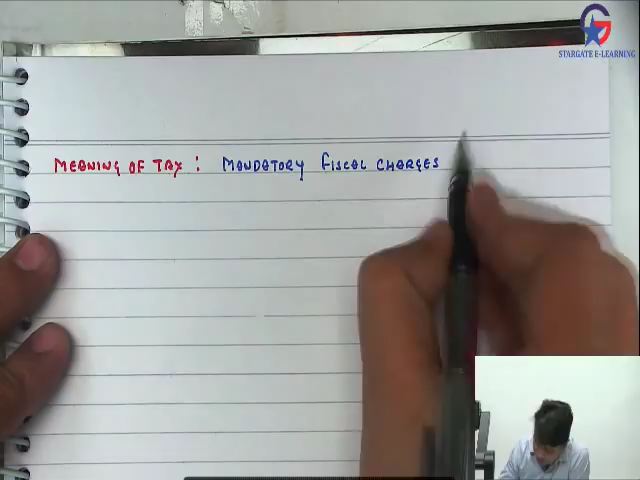 STARGATE E-LEARNING
MEANING OF TAX : MANDATORY FISCAL CHARGES